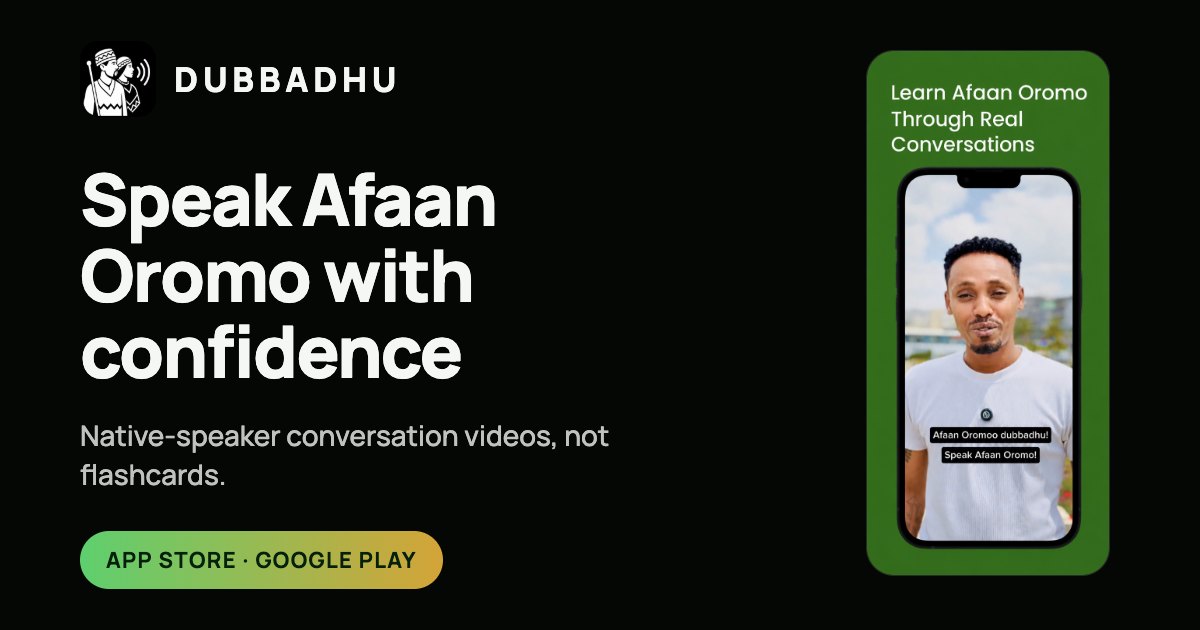 DUBBADHU
Speak Afaan
Oromo with
confidence
Native-speaker conversation videos, not
flashcards.
APP STORE · GOOGLE PLAY
Learn Afaan Oromo
Through Real
Conversations
Afaan Oromoo dubbadhu!
Speak Afaan Oromo!